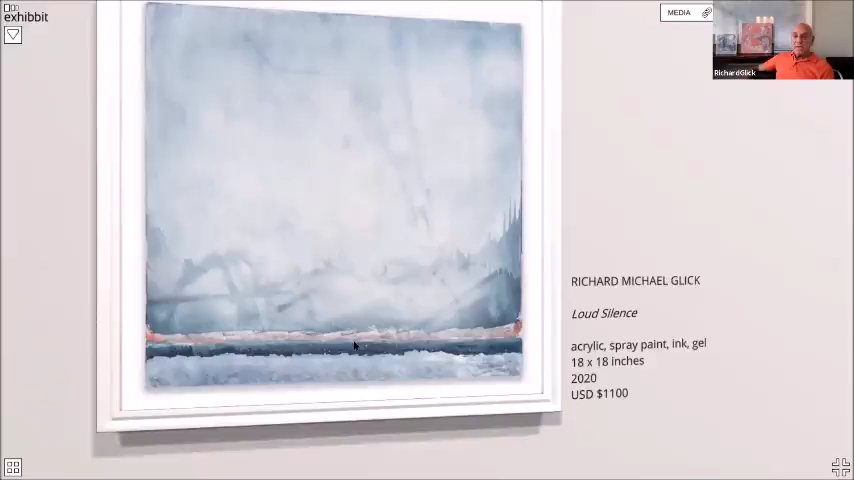 exhibbit
MEDIA
RichardGlick
RICHARD MICHAEL GLICK
Loud Silence
acrylic, spray paint, ink, gel
18 x 18 inches
2020
USD $1100